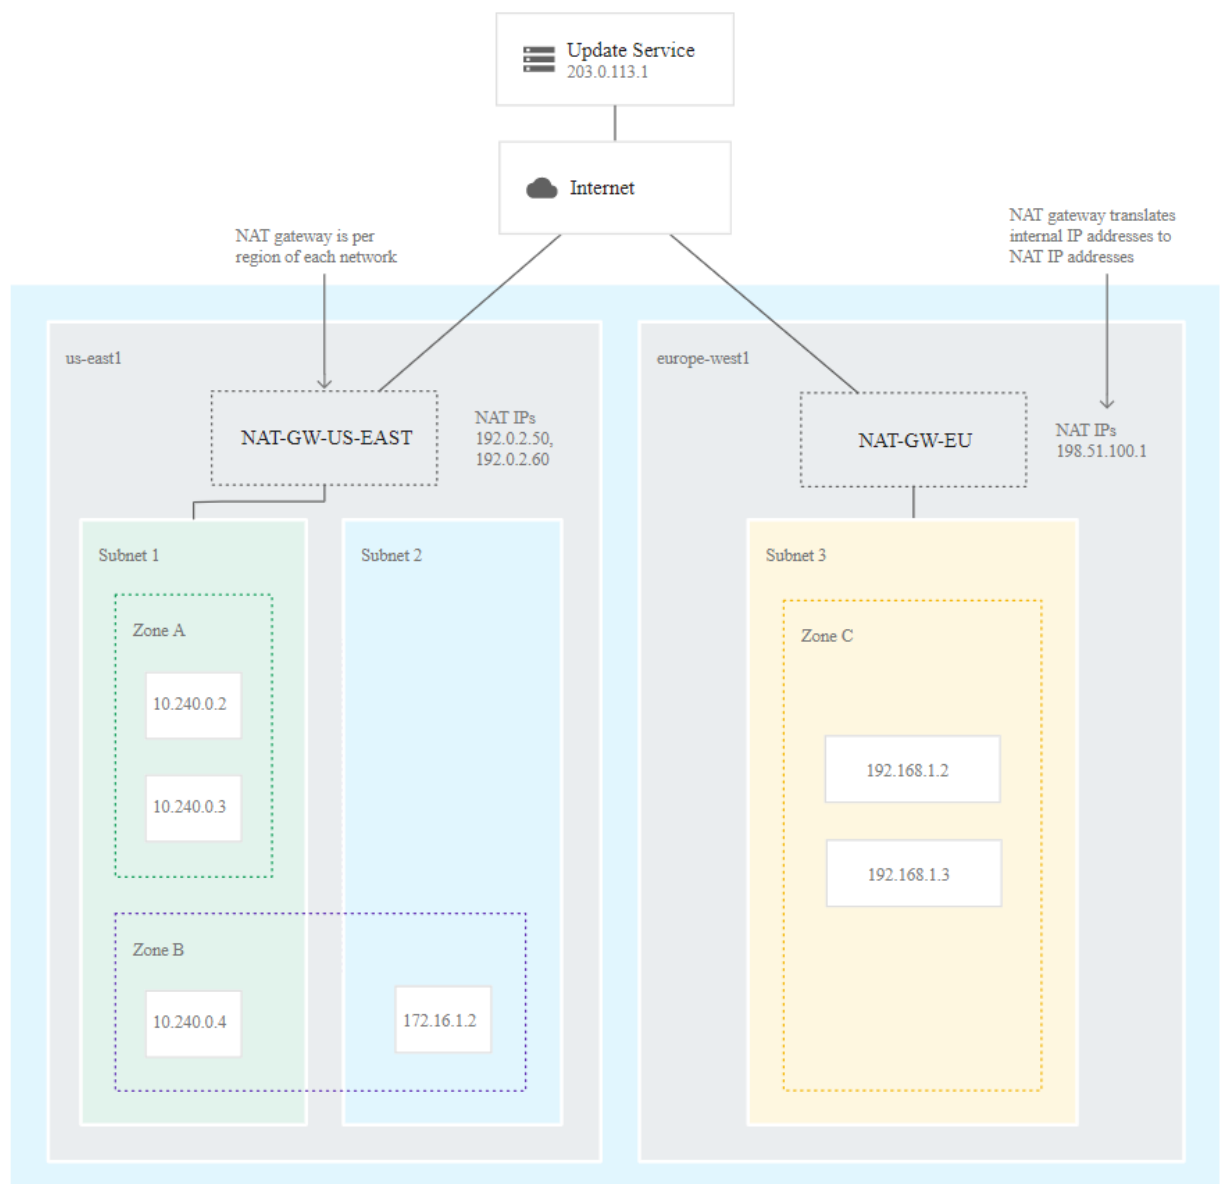 Update Service
203.0.113.1
Internet
NAT gateway is per
region of each network
NAT gateway translates
internal IP addresses to
NAT IP addresses
us-east1
NAT-GW-US-EAST
NAT IPs
192.0.2.50,
192.0.2.60
Subnet 1
Zone A
10.240.0.2
10.240.0.3
Subnet 2
Zone B
10.240.0.4
172.16.1.2
europe-west1
NAT-GW-EU
NAT IPs
198.51.100.1
Subnet 3
Zone C
192.168.1.2
192.168.1.3